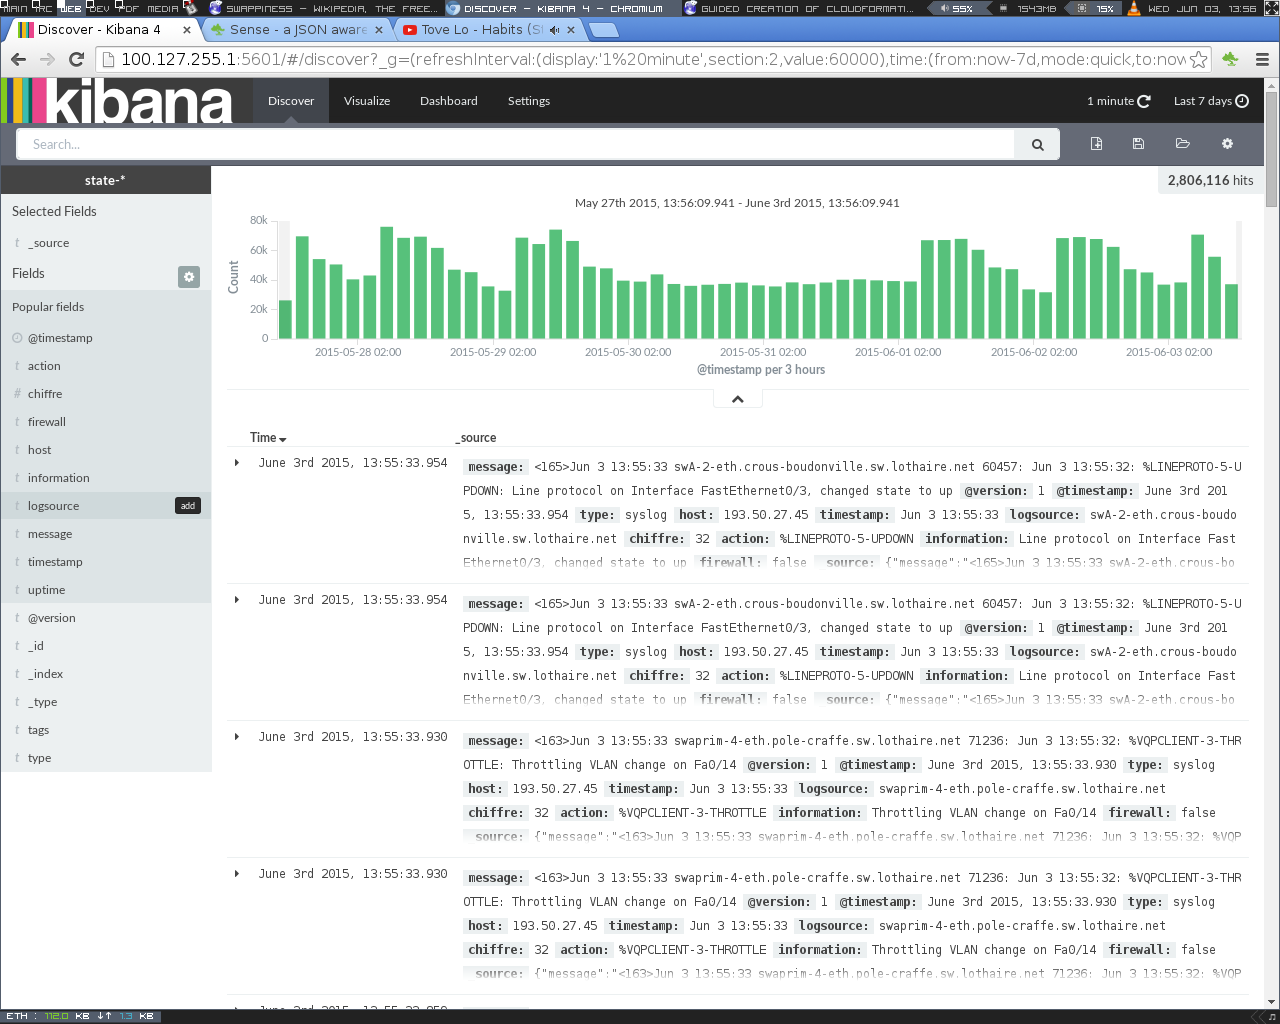 MAIN IRC WEB DEV PDF MEDIA SWAPPINESS – WIKIPEDIA, THE FREE... DISCOVER – KIBANA 4 – CHROMIUM GUIDED CREATION OF CLOUDFORMAT... 55% 1543MB 15% WED JUN 03, 13:56
Discover - Kibana 4 Sense - a JSON aware Tove Lo - Habits (S
100.127.255.1:5601/#/discover?_g=(refreshInterval:(display:'1%20minute',section:2,value:60000),time:(from:now-7d,mode:quick,to:now
kibana Discover Visualize Dashboard Settings 1 minute Last 7 days
Search...
state-*
2,806,116 hits
Selected Fields
t _source
Fields
Popular fields
@timestamp
t action
# chiffre
t firewall
t host
t information
t logsource add
t message
t timestamp
t uptime
t @version
t _id
t _index
t _type
t tags
t type
May 27th 2015, 13:56:09.941 - June 3rd 2015, 13:56:09.941
80k
60k
40k
20k
0
Count
2015-05-28 02:00 2015-05-29 02:00 2015-05-30 02:00 2015-05-31 02:00 2015-06-01 02:00 2015-06-02 02:00 2015-06-03 02:00
@timestamp per 3 hours
Time _source
June 3rd 2015, 13:55:33.954 message: <165>Jun 3 13:55:33 swA-2-eth.crous-boudonville.sw.lothaire.net 60457: Jun 3 13:55:32: %LINEPROTO-5-U
PDOWN: Line protocol on Interface FastEthernet0/3, changed state to up @version: 1 @timestamp: June 3rd 201
5, 13:55:33.954 type: syslog host: 193.50.27.45 timestamp: Jun 3 13:55:33 logsource: swA-2-eth.crous-boudo
nville.sw.lothaire.net chiffre: 32 action: %LINEPROTO-5-UPDOWN information: Line protocol on Interface Fast
Ethernet0/3, changed state to up firewall: false _source: {"message":"<165>Jun 3 13:55:33 swA-2-eth.crous-bo
June 3rd 2015, 13:55:33.954 message: <165>Jun 3 13:55:33 swA-2-eth.crous-boudonville.sw.lothaire.net 60457: Jun 3 13:55:32: %LINEPROTO-5-U
PDOWN: Line protocol on Interface FastEthernet0/3, changed state to up @version: 1 @timestamp: June 3rd 201
5, 13:55:33.954 type: syslog host: 193.50.27.45 timestamp: Jun 3 13:55:33 logsource: swA-2-eth.crous-boudo
nville.sw.lothaire.net chiffre: 32 action: %LINEPROTO-5-UPDOWN information: Line protocol on Interface Fast
Ethernet0/3, changed state to up firewall: false _source: {"message":"<165>Jun 3 13:55:33 swA-2-eth.crous-bo
June 3rd 2015, 13:55:33.930 message: <163>Jun 3 13:55:33 swaprim-4-eth.pole-craffe.sw.lothaire.net 71236: Jun 3 13:55:32: %VQPCLIENT-3-THR
OTTLE: Throttling VLAN change on Fa0/14 @version: 1 @timestamp: June 3rd 2015, 13:55:33.930 type: syslog
host: 193.50.27.45 timestamp: Jun 3 13:55:33 logsource: swaprim-4-eth.pole-craffe.sw.lothaire.net
chiffre: 32 action: %VQPCLIENT-3-THROTTLE information: Throttling VLAN change on Fa0/14 firewall: false
_source: {"message":"<163>Jun 3 13:55:33 swaprim-4-eth.pole-craffe.sw.lothaire.net 71236: Jun 3 13:55:32: %VQP
June 3rd 2015, 13:55:33.930 message: <163>Jun 3 13:55:33 swaprim-4-eth.pole-craffe.sw.lothaire.net 71236: Jun 3 13:55:32: %VQPCLIENT-3-THR
OTTLE: Throttling VLAN change on Fa0/14 @version: 1 @timestamp: June 3rd 2015, 13:55:33.930 type: syslog
host: 193.50.27.45 timestamp: Jun 3 13:55:33 logsource: swaprim-4-eth.pole-craffe.sw.lothaire.net
chiffre: 32 action: %VQPCLIENT-3-THROTTLE information: Throttling VLAN change on Fa0/14 firewall: false
_source: {"message":"<163>Jun 3 13:55:33 swaprim-4-eth.pole-craffe.sw.lothaire.net 71236: Jun 3 13:55:32: %VQP
ETH : 112.0 KB ↓↑ 1.3 KB